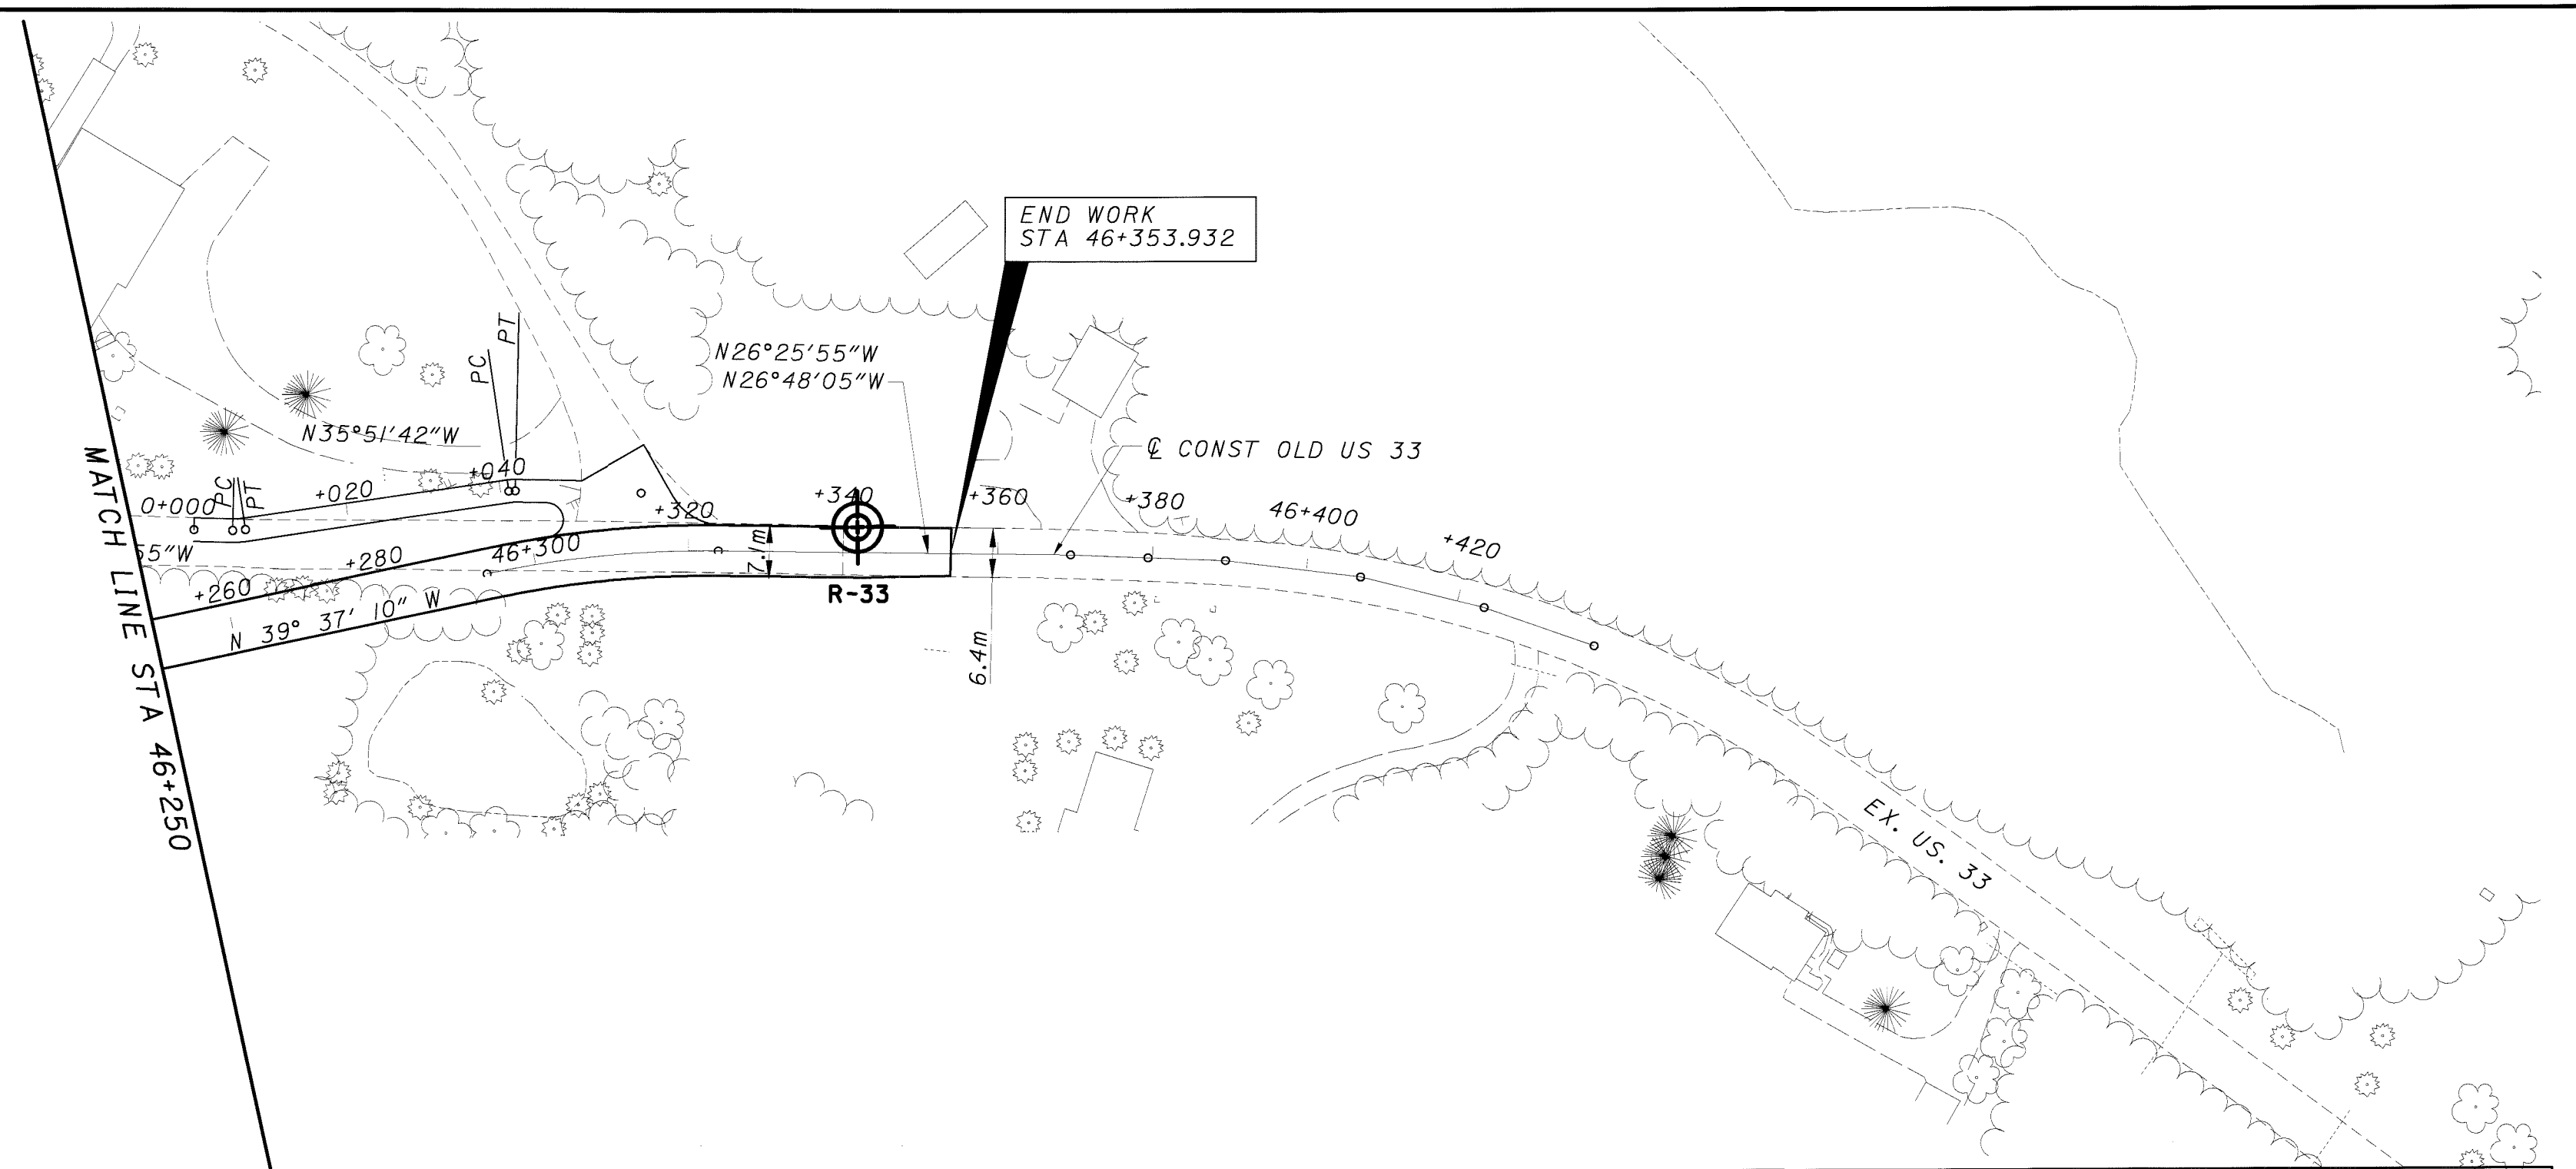 END WORK
STA 46+353.932
N26°25'55"W
N26°48'05"W
PC
PT
N35°51'42"W
℄ CONST OLD US 33
0+000
PC
PT
+020
+040
+320
+340
+360
+380
46+400
+420
55"W
+260
+280
46+300
7.1m
R-33
N 39° 37' 10" W
6.4m
MATCH LINE STA 46+250
EX. US. 33